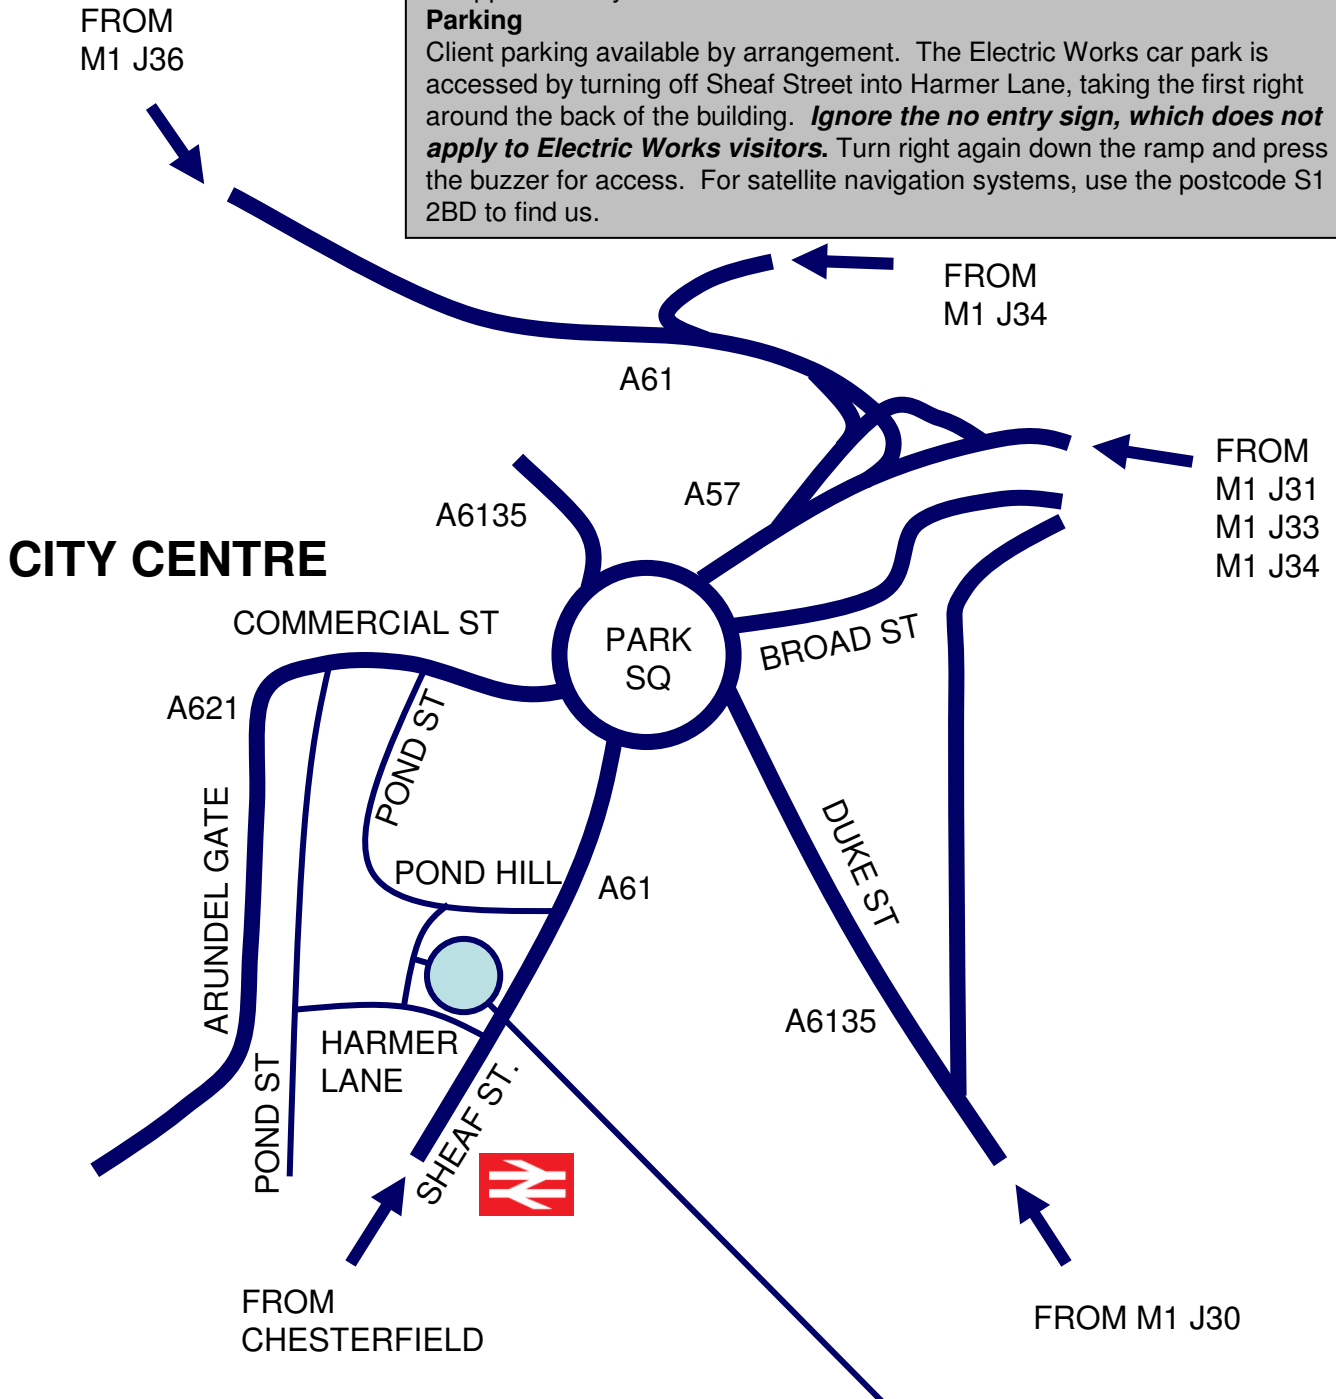 FROM
M1 J36
Parking
Client parking available by arrangement. The Electric Works car park is
accessed by turning off Sheaf Street into Harmer Lane, taking the first right
around the back of the building. Ignore the no entry sign, which does not
apply to Electric Works visitors. Turn right again down the ramp and press
the buzzer for access. For satellite navigation systems, use the postcode S1
2BD to find us.
FROM
M1 J34
A61
FROM
M1 J31
M1 J33
M1 J34
A57
A6135
CITY CENTRE
COMMERCIAL ST
PARK
SQ
BROAD ST
A621
POND ST
ARUNDEL GATE
DUKE ST
POND HILL
A61
A6135
HARMER
LANE
POND ST
SHEAF ST.
FROM
CHESTERFIELD
FROM M1 J30